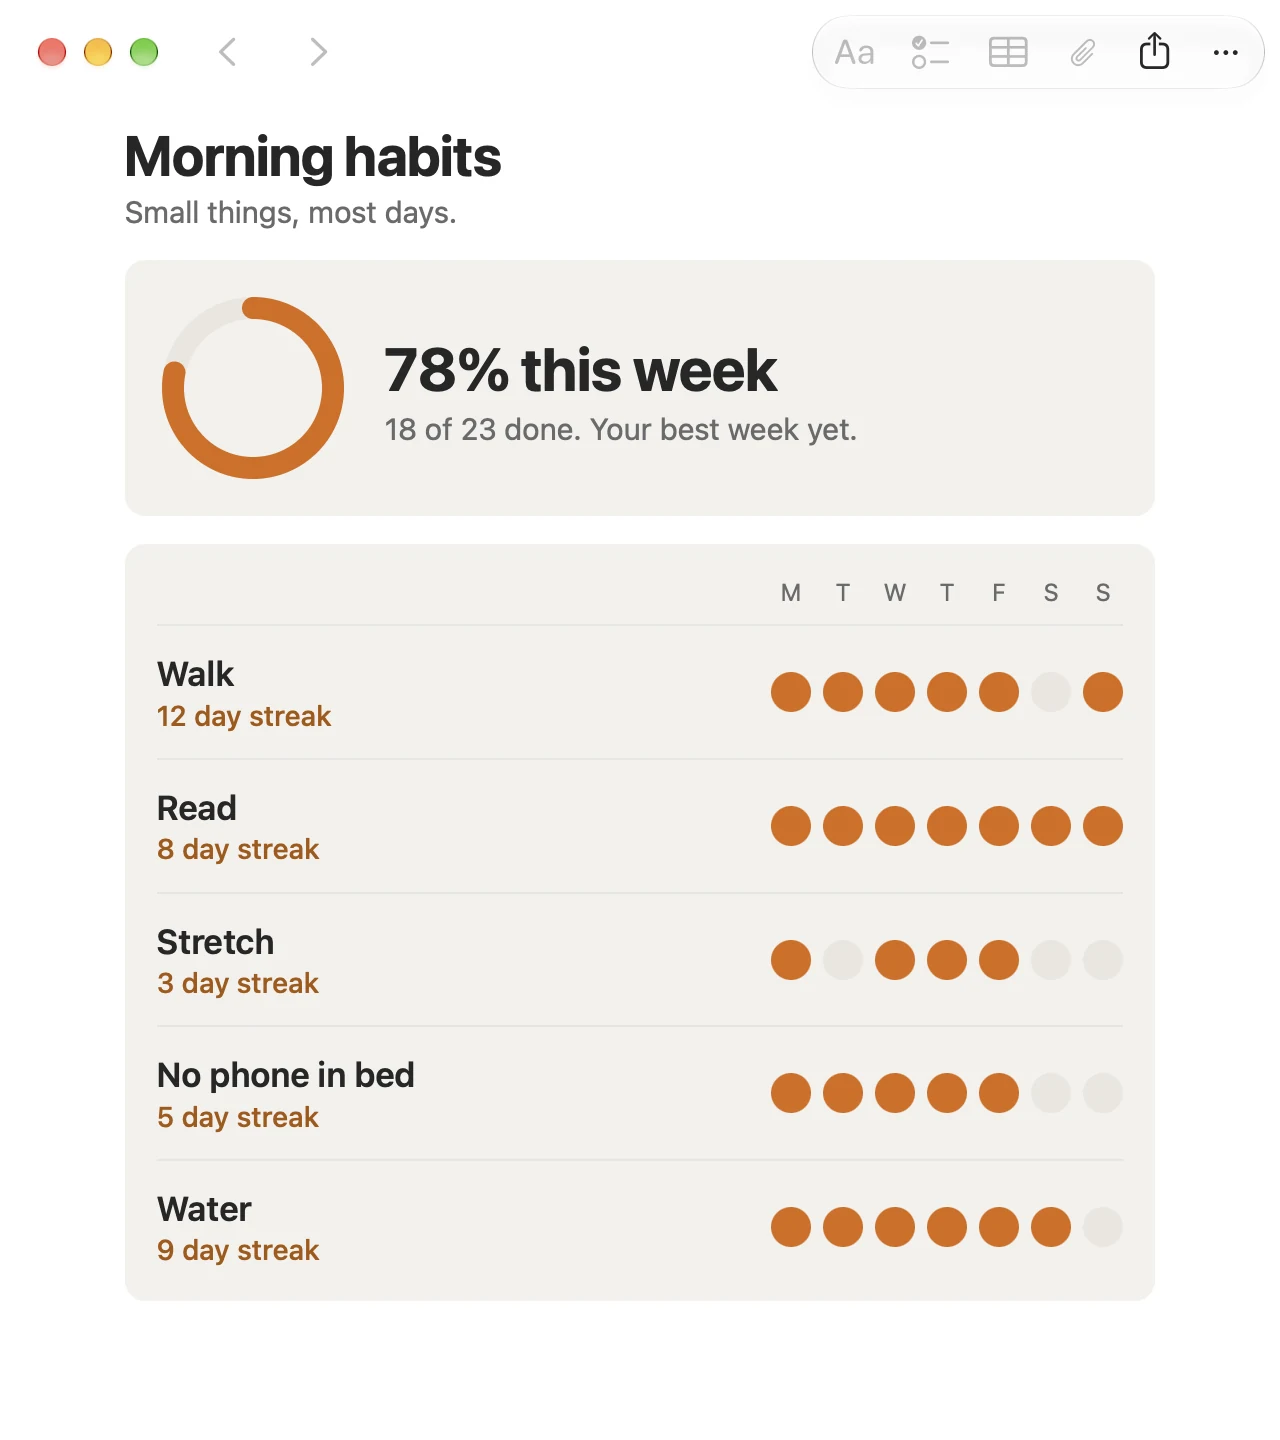 Aa
Morning habits
Small things, most days.
78% this week
18 of 23 done. Your best week yet.
M T W T F S S
Walk
12 day streak
Read
8 day streak
Stretch
3 day streak
No phone in bed
5 day streak
Water
9 day streak